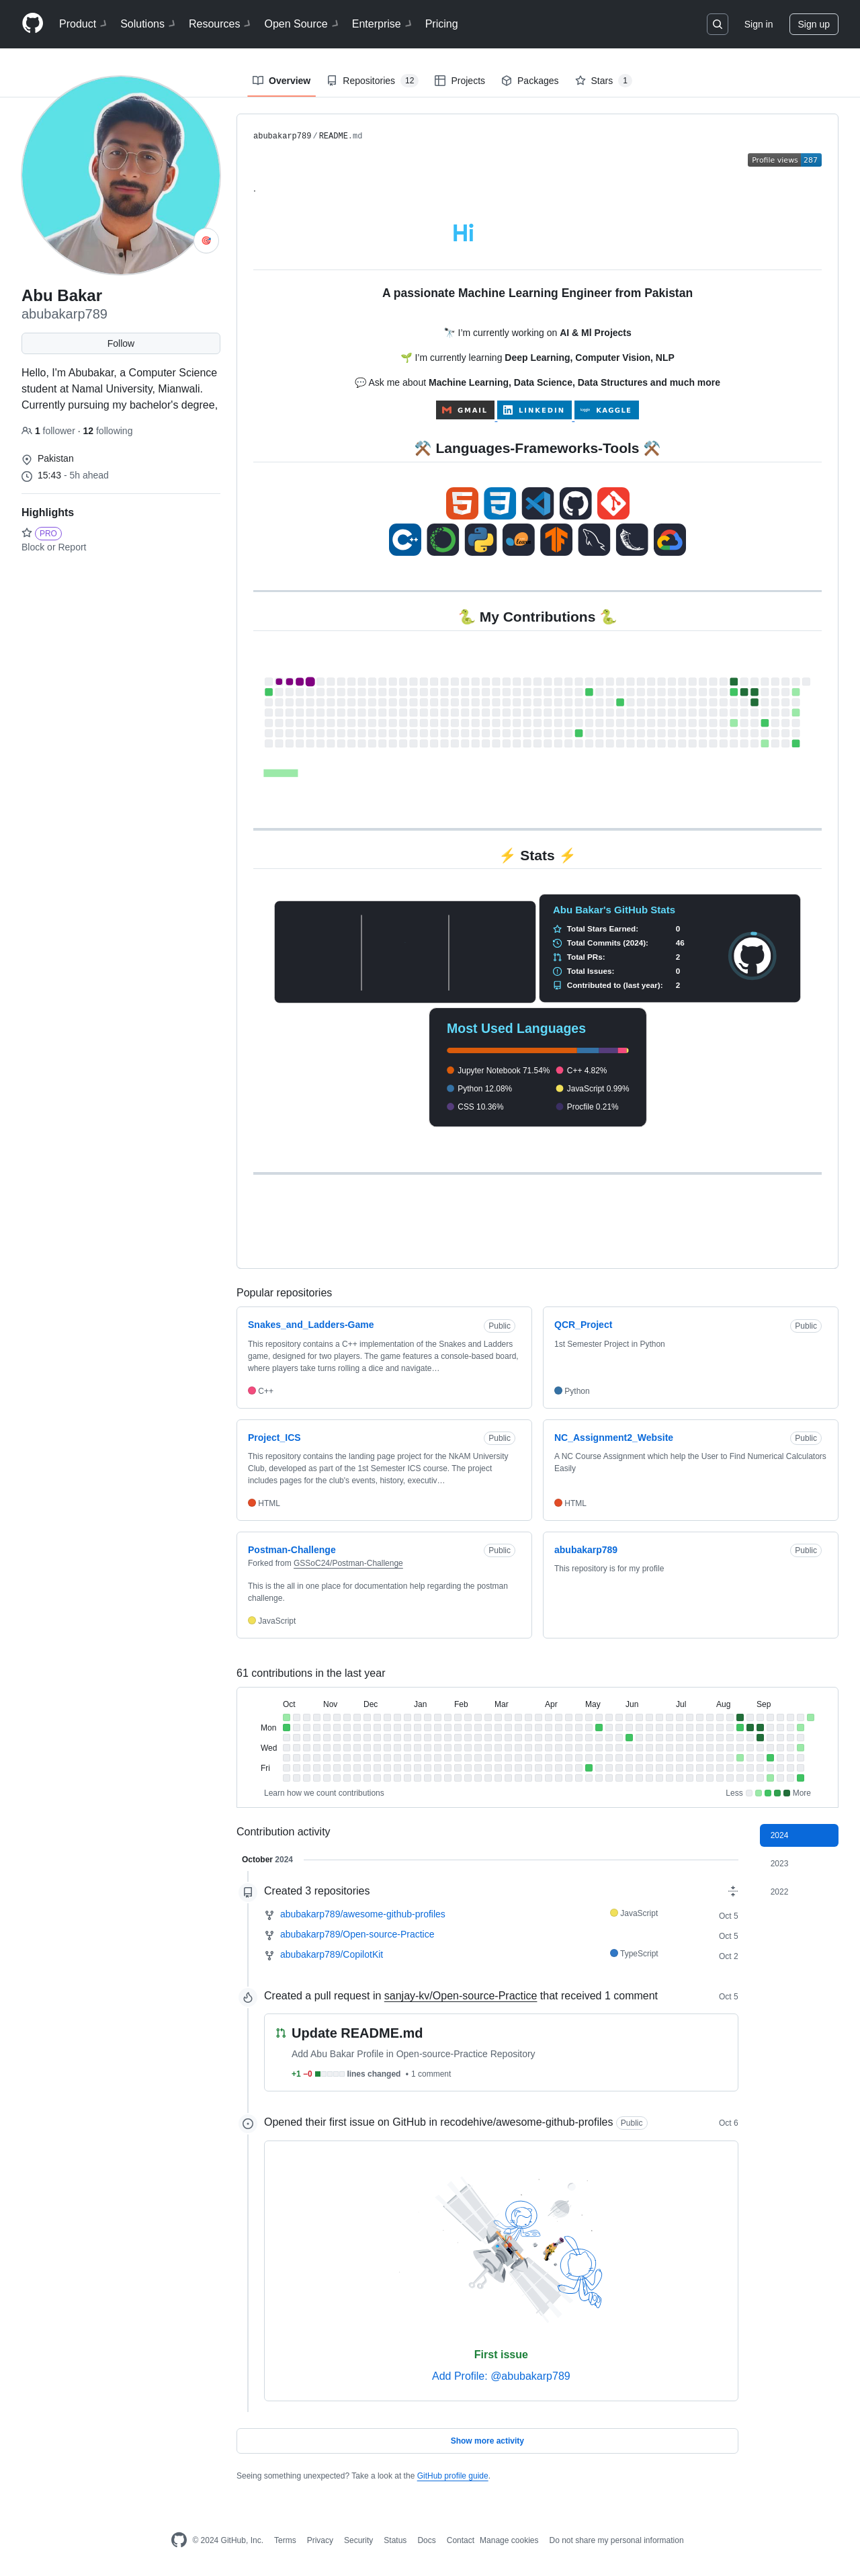 Product Solutions Resources Open Source Enterprise Pricing Sign in Sign up
Overview Repositories 12 Projects Packages Stars 1
Abu Bakar
abubakarp789
Follow
Hello, I'm Abubakar, a Computer Science
student at Namal University, Mianwali.
Currently pursuing my bachelor's degree,
1 follower · 12 following
Pakistan
15:43 - 5h ahead
Highlights
PRO
Block or Report
abubakarp789/README.md
Profile views 287
.
Hi
A passionate Machine Learning Engineer from Pakistan
🔭 I'm currently working on AI & Ml Projects
🌱 I'm currently learning Deep Learning, Computer Vision, NLP
💬 Ask me about Machine Learning, Data Science, Data Structures and much more
GMAIL LINKEDIN kaggle KAGGLE
🛠️ Languages-Frameworks-Tools 🛠️
🐍 My Contributions 🐍
⚡ Stats ⚡
Abu Bakar's GitHub Stats
Total Stars Earned: 0
Total Commits (2024): 46
Total PRs: 2
Total Issues: 0
Contributed to (last year): 2
Most Used Languages
Jupyter Notebook 71.54% C++ 4.82%
Python 12.08% JavaScript 0.99%
CSS 10.36% Procfile 0.21%
Popular repositories
Snakes_and_Ladders-Game Public
This repository contains a C++ implementation of the Snakes and Ladders
game, designed for two players. The game features a console-based board,
where players take turns rolling a dice and navigate…
C++
QCR_Project Public
1st Semester Project in Python
Python
Project_ICS Public
This repository contains the landing page project for the NkAM University
Club, developed as part of the 1st Semester ICS course. The project
includes pages for the club's events, history, executiv…
HTML
NC_Assignment2_Website Public
A NC Course Assignment which help the User to Find Numerical Calculators
Easily
HTML
Postman-Challenge Public
Forked from GSSoC24/Postman-Challenge
This is the all in one place for documentation help regarding the postman
challenge.
JavaScript
abubakarp789 Public
This repository is for my profile
61 contributions in the last year
Oct Nov Dec Jan Feb Mar Apr May Jun Jul Aug Sep
Mon
Wed
Fri
Learn how we count contributions Less More
Contribution activity
2024
2023
2022
October 2024
Created 3 repositories
abubakarp789/awesome-github-profiles JavaScript Oct 5
abubakarp789/Open-source-Practice Oct 5
abubakarp789/CopilotKit TypeScript Oct 2
Created a pull request in sanjay-kv/Open-source-Practice that received 1 comment Oct 5
Update README.md
Add Abu Bakar Profile in Open-source-Practice Repository
+1 −0 lines changed • 1 comment
Opened their first issue on GitHub in recodehive/awesome-github-profiles Public Oct 6
First issue
Add Profile: @abubakarp789
Show more activity
Seeing something unexpected? Take a look at the GitHub profile guide.
© 2024 GitHub, Inc. Terms Privacy Security Status Docs Contact Manage cookies Do not share my personal information